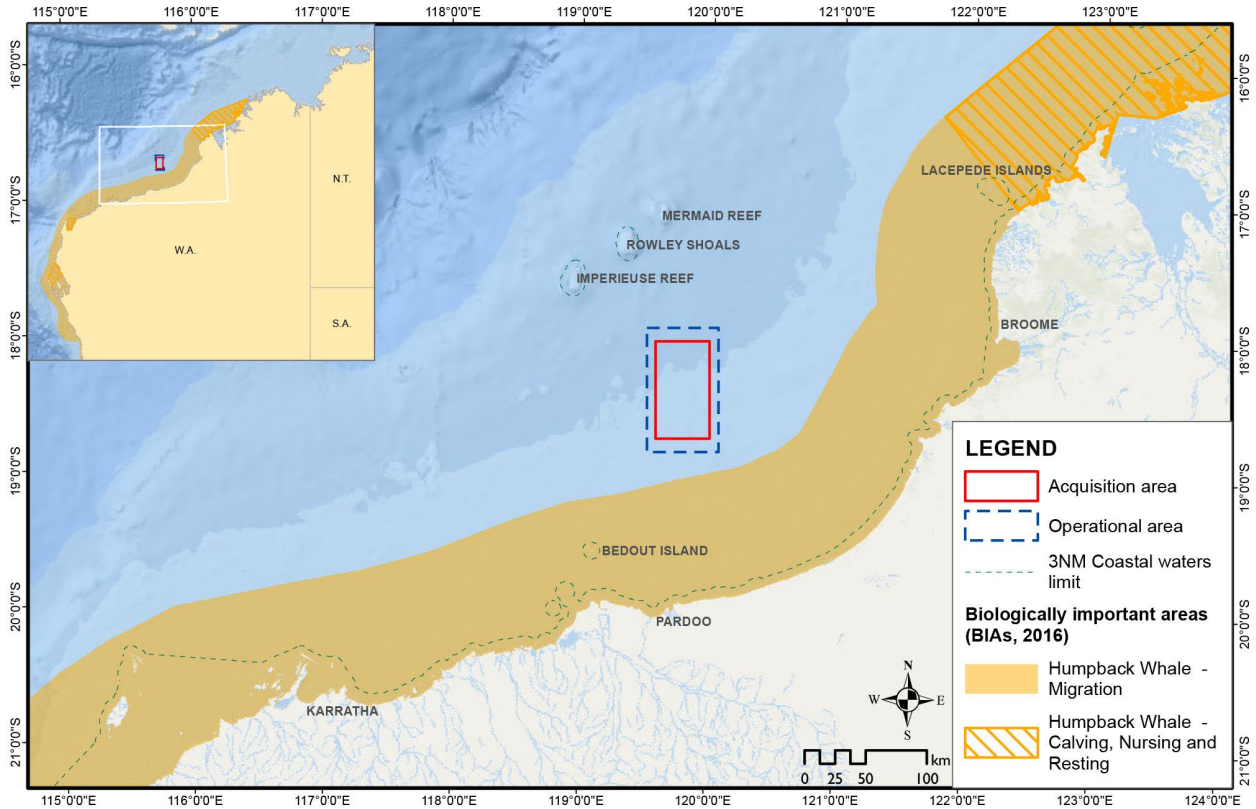 115°0'0"E 116°0'0"E 117°0'0"E 118°0'0"E 119°0'0"E 120°0'0"E 121°0'0"E 122°0'0"E 123°0'0"E
16°0'0"S
17°0'0"S
18°0'0"S
19°0'0"S
20°0'0"S
21°0'0"S
N.T.
W.A.
S.A.
LACEPEDE ISLANDS
MERMAID REEF
ROWLEY SHOALS
IMPERIEUSE REEF
BROOME
BEDOUT ISLAND
PARDOO
KARRATHA
N
W E
S
km
0 25 50 100
LEGEND
Acquisition area
Operational area
3NM Coastal waters
limit
Biologically important areas
(BIAs, 2016)
Humpback Whale -
Migration
Humpback Whale -
Calving, Nursing and
Resting
16°0'0"S
17°0'0"S
18°0'0"S
19°0'0"S
20°0'0"S
21°0'0"S
115°0'0"E 116°0'0"E 117°0'0"E 118°0'0"E 119°0'0"E 120°0'0"E 121°0'0"E 122°0'0"E 123°0'0"E 124°0'0"E